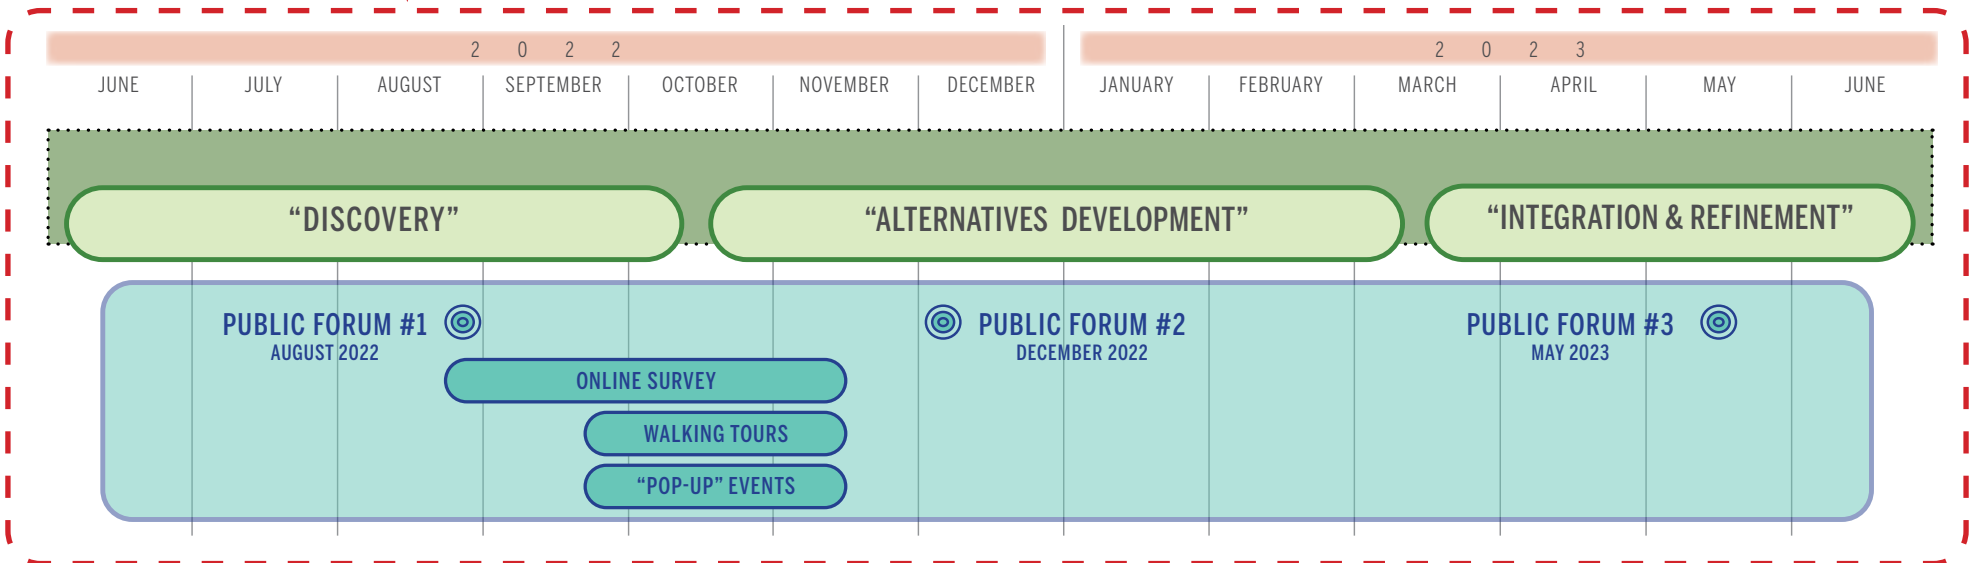 2 0 2 2
2 0 2 3
JUNE JULY AUGUST SEPTEMBER OCTOBER NOVEMBER DECEMBER JANUARY FEBRUARY MARCH APRIL MAY JUNE
“DISCOVERY”
“ALTERNATIVES DEVELOPMENT”
“INTEGRATION & REFINEMENT”
PUBLIC FORUM #1
AUGUST 2022
PUBLIC FORUM #2
DECEMBER 2022
PUBLIC FORUM #3
MAY 2023
ONLINE SURVEY
WALKING TOURS
“POP-UP” EVENTS